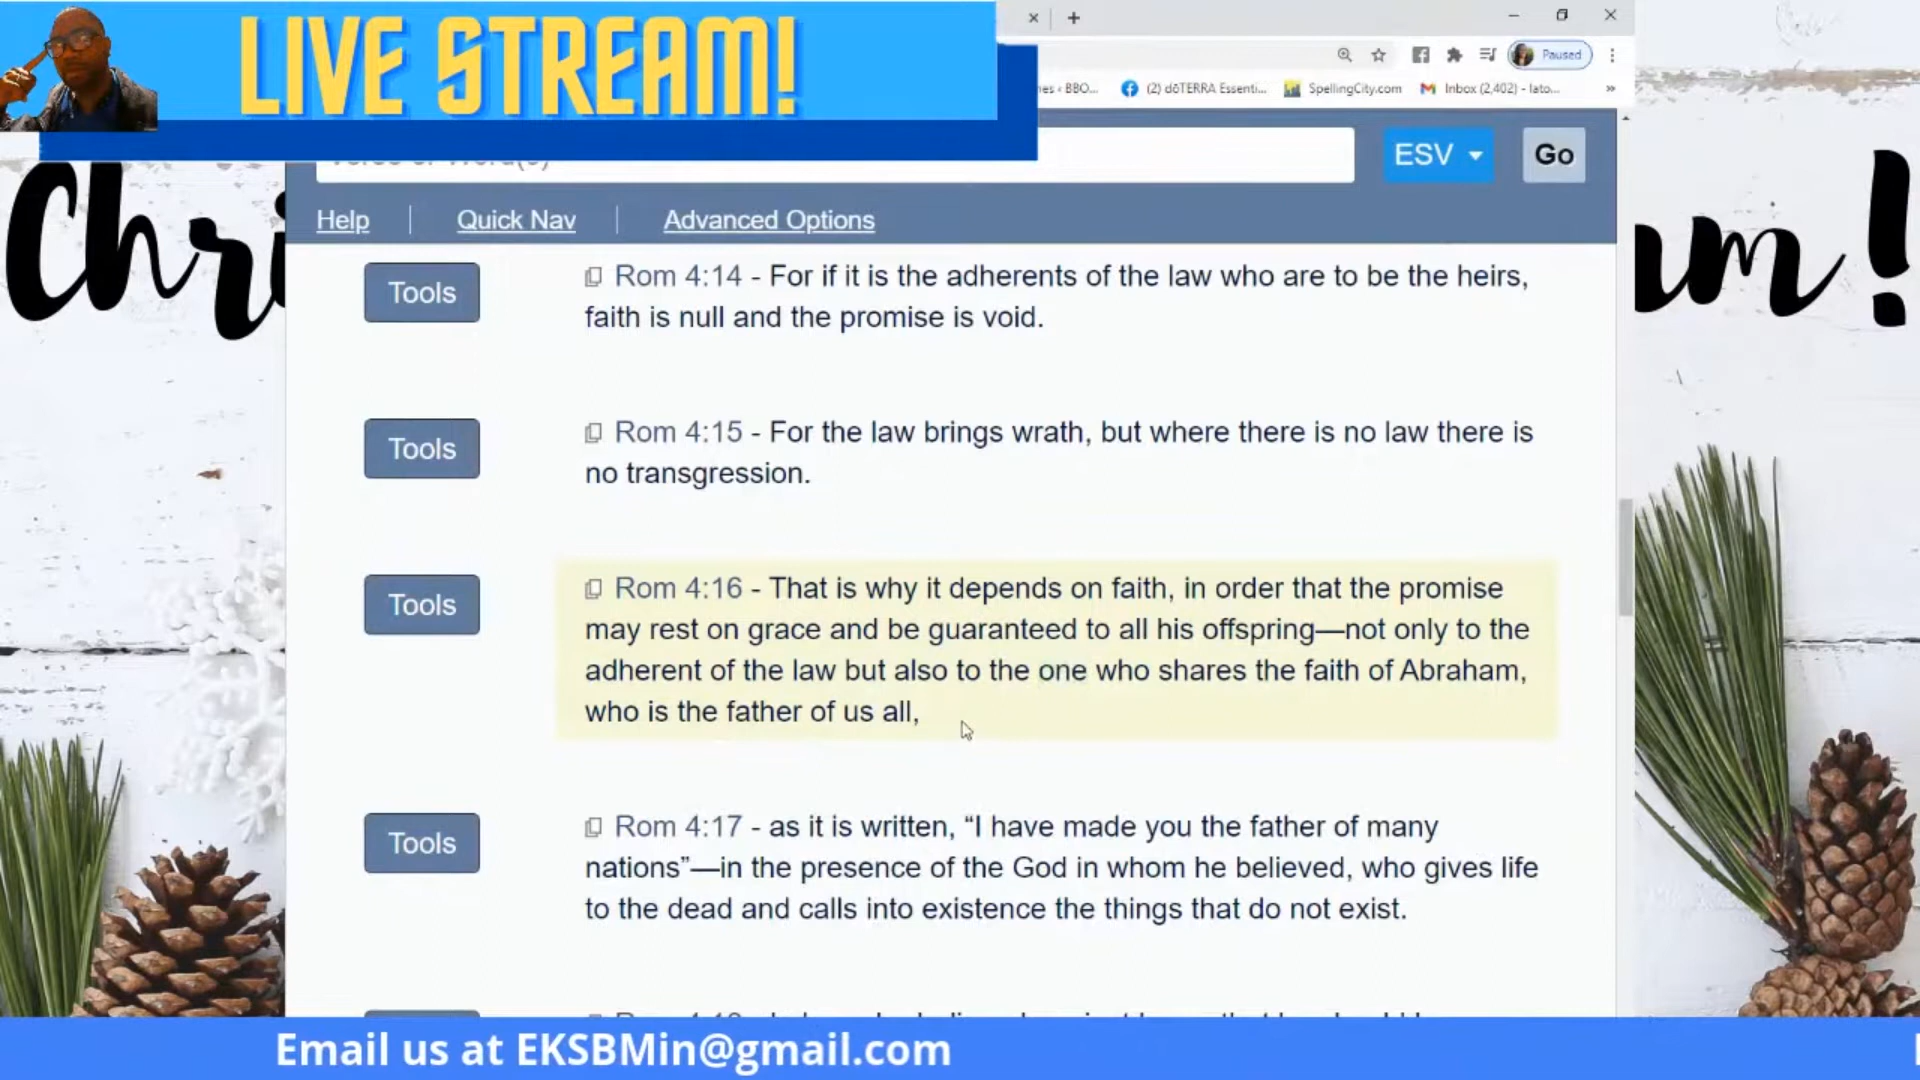 LIVE STREAM!
Paused
nes ‹ BBO...
(2) dōTERRA Essenti...
SpellingCity.com
Inbox (2,402) - lato...
»
Verse or Word(s)
ESV
Go
Chri
am!
Help
Quick Nav
Advanced Options
Tools
Rom 4:14 - For if it is the adherents of the law who are to be the heirs,
faith is null and the promise is void.
Tools
Rom 4:15 - For the law brings wrath, but where there is no law there is
no transgression.
Tools
Rom 4:16 - That is why it depends on faith, in order that the promise
may rest on grace and be guaranteed to all his offspring—not only to the
adherent of the law but also to the one who shares the faith of Abraham,
who is the father of us all,
Tools
Rom 4:17 - as it is written, “I have made you the father of many
nations”—in the presence of the God in whom he believed, who gives life
to the dead and calls into existence the things that do not exist.
Email us at EKSBMin@gmail.com